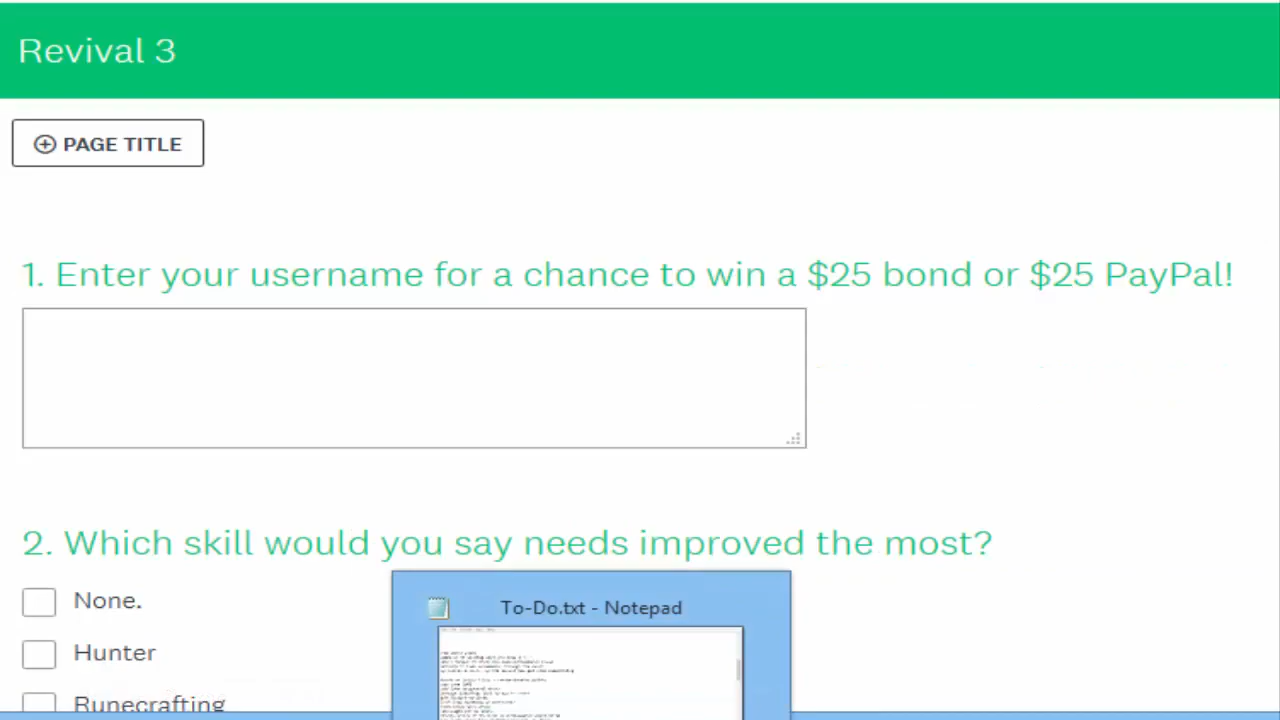 Revival 3
PAGE TITLE
1. Enter your username for a chance to win a $25 bond or $25 PayPal!
2. Which skill would you say needs improved the most?
None.
Hunter
Runecrafting
To-Do.txt - Notepad